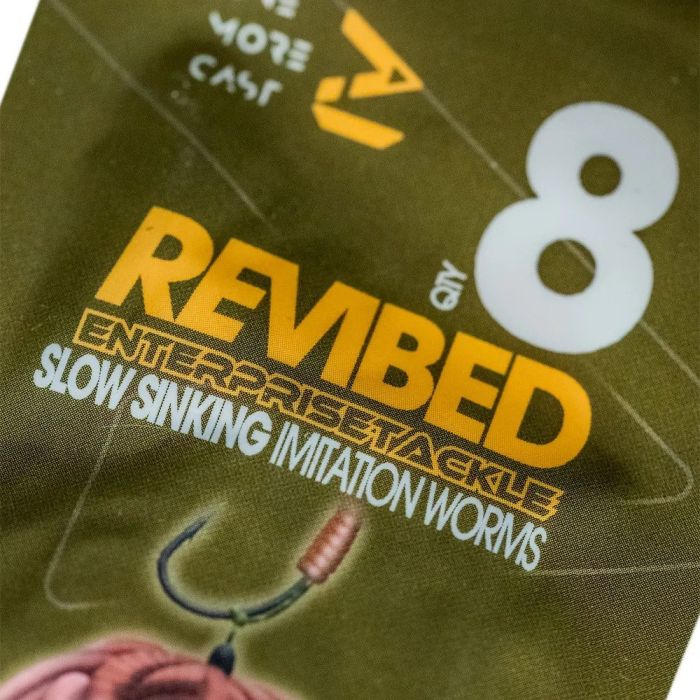 MORE
CAST
QTY 8
REVIBED
ENTERPRISETACKLE
SLOW SINKING IMITATION WORMS